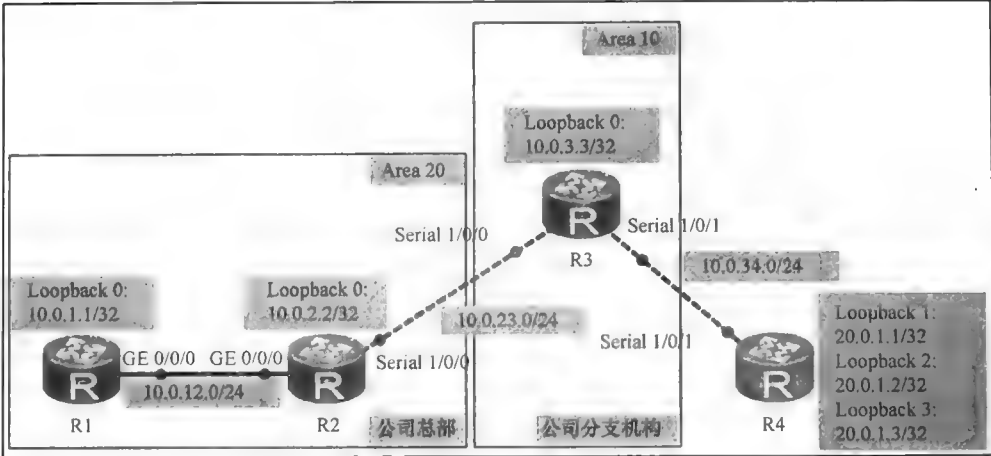 Area 10
Loopback 0:
10.0.3.3/32
Area 20
Serial 1/0/0
Serial 1/0/1
R
R3
10.0.34.0/24
Loopback 0:
10.0.1.1/32
Loopback 0:
10.0.2.2/32
10.0.23.0/24
Serial 1/0/1
Loopback 1:
20.0.1.1/32
Loopback 2:
20.0.1.2/32
Loopback 3:
20.0.1.3/32
GE 0/0/0
GE 0/0/0
Serial 1/0/0
R
R
R
10.0.12.0/24
R1
R2
公司总部
公司分支机构
R4